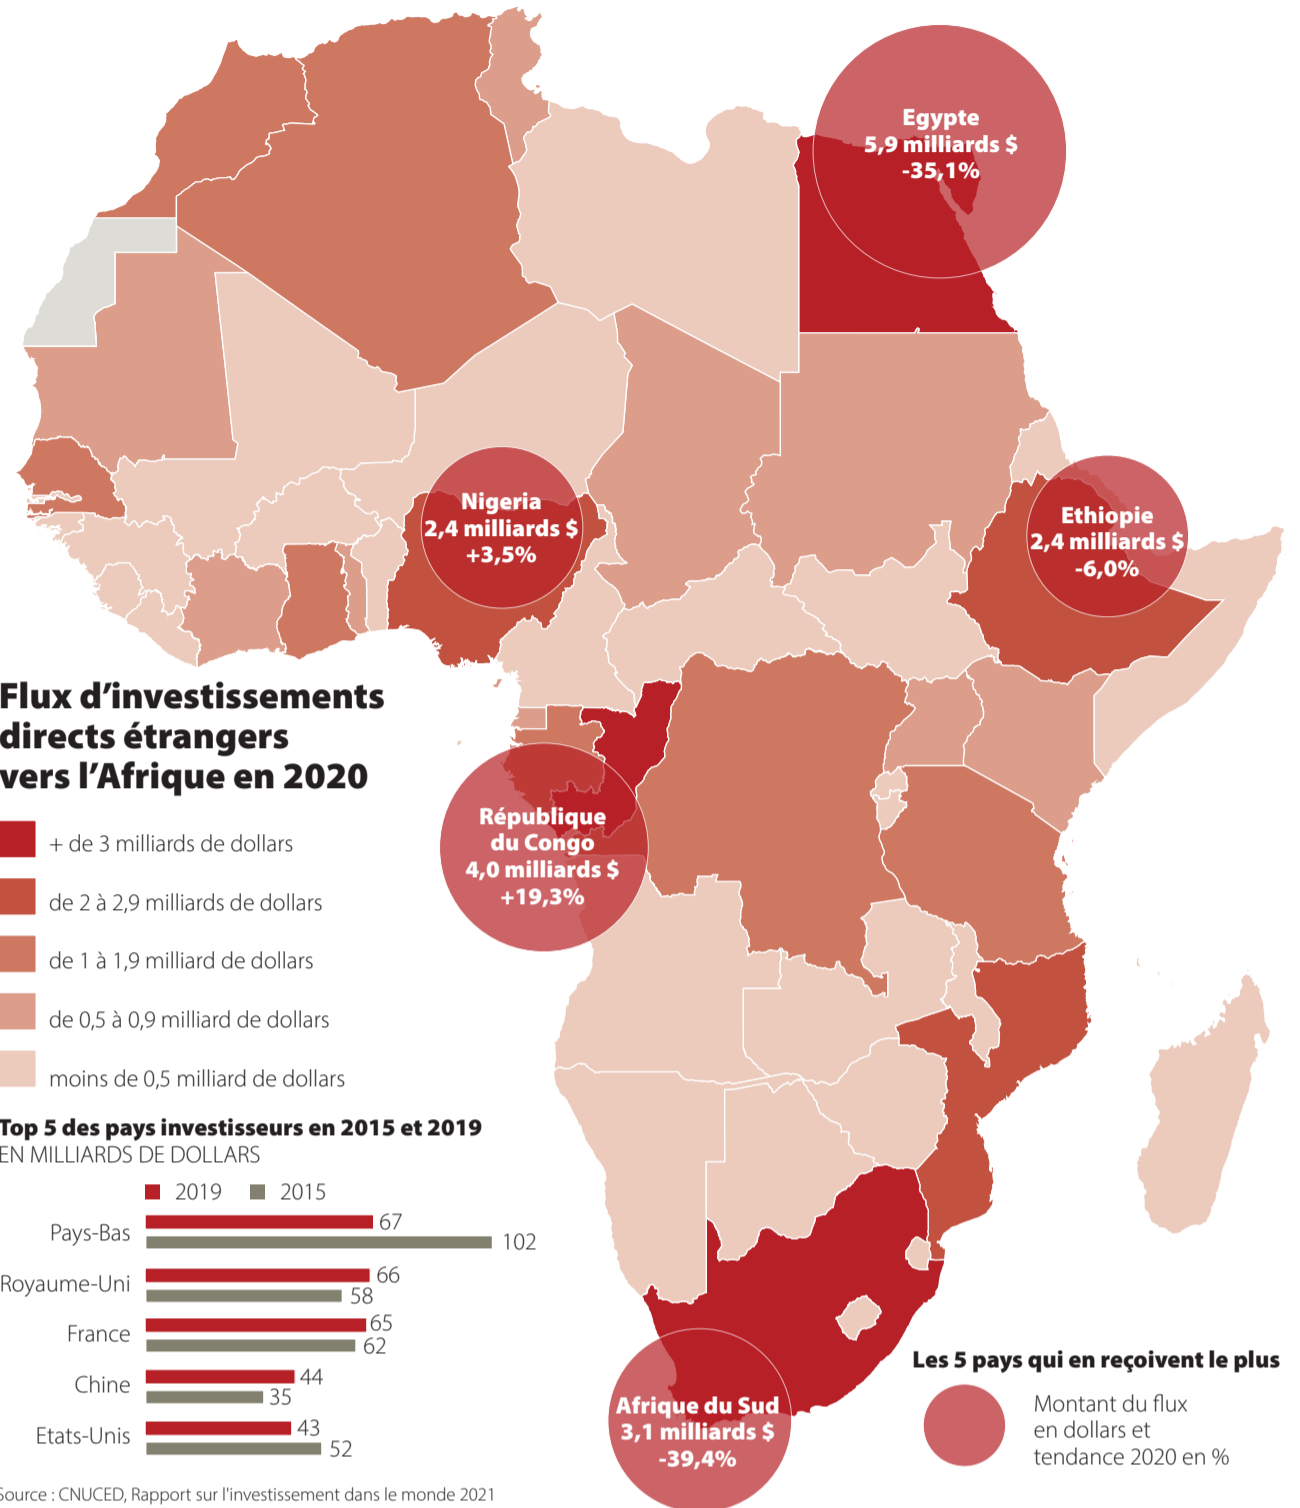 Egypte
5,9 milliards $
-35,1%
Nigeria
2,4 milliards $
+3,5%
Ethiopie
2,4 milliards $
-6,0%
Flux d’investissements
directs étrangers
vers l’Afrique en 2020
République
du Congo
4,0 milliards $
+19,3%
+ de 3 milliards de dollars
de 2 à 2,9 milliards de dollars
de 1 à 1,9 milliard de dollars
de 0,5 à 0,9 milliard de dollars
moins de 0,5 milliard de dollars
Top 5 des pays investisseurs en 2015 et 2019
EN MILLIARDS DE DOLLARS
2019 2015
Pays-Bas 67
102
Royaume-Uni 66
58
France 65
62
Chine 44
35
Etats-Unis 43
52
Afrique du Sud
3,1 milliards $
-39,4%
Les 5 pays qui en reçoivent le plus
Montant du flux
en dollars et
tendance 2020 en %
Source : CNUCED, Rapport sur l'investissement dans le monde 2021